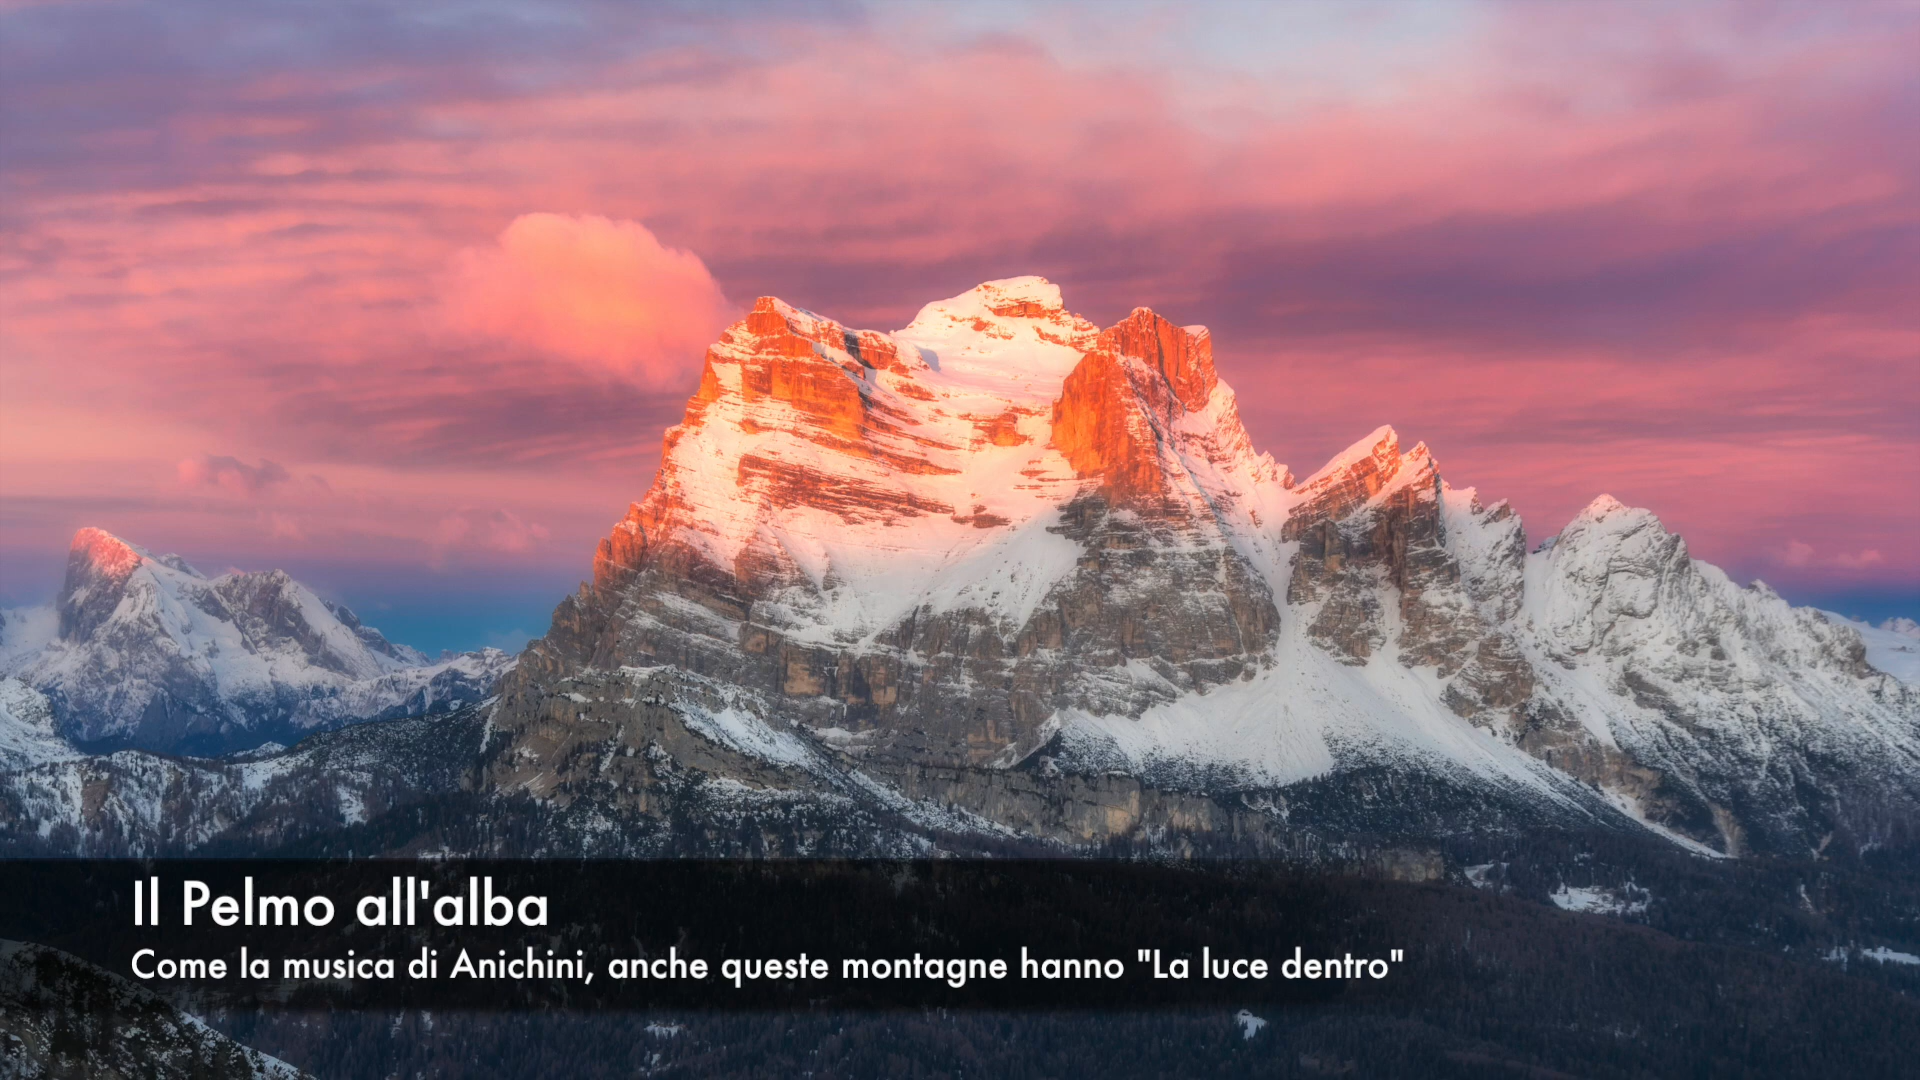 Il Pelmo all'alba
Come la musica di Anichini, anche queste montagne hanno "La luce dentro"